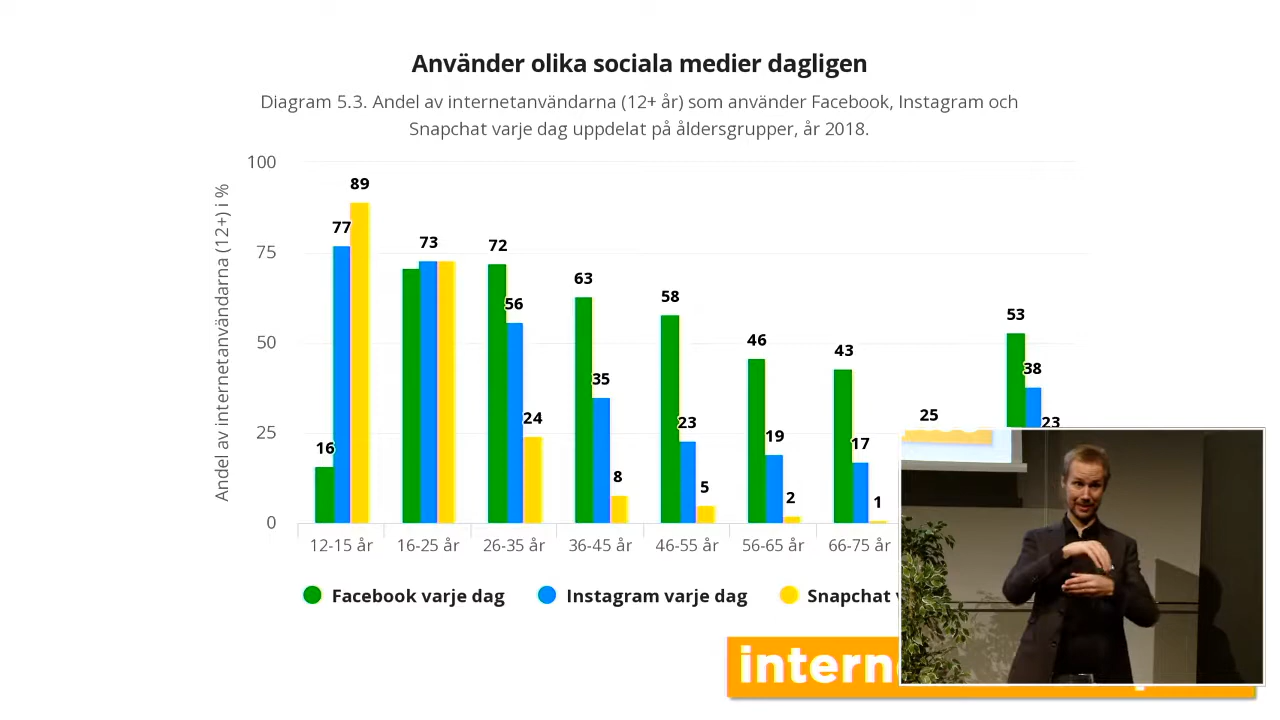 Använder olika sociala medier dagligen
Diagram 5.3. Andel av internetanvändarna (12+ år) som använder Facebook, Instagram och
Snapchat varje dag uppdelat på åldersgrupper, år 2018.
Andel av internetanvändarna (12+) i %
100
75
50
25
0
16
77
89
73
72
56
24
63
35
8
58
23
5
46
19
2
43
17
1
25
53
38
23
12-15 år
16-25 år
26-35 år
36-45 år
46-55 år
56-65 år
66-75 år
Facebook varje dag
Instagram varje dag
Snapchat